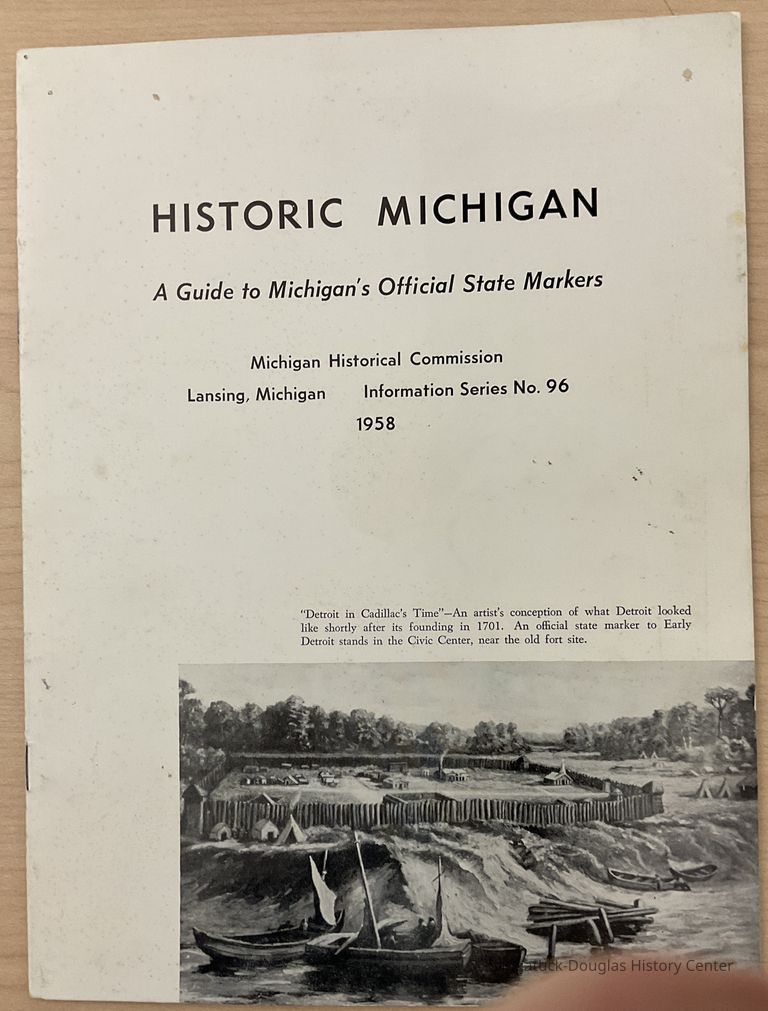 HISTORIC MICHIGAN
A Guide to Michigan's Official State Markers
Michigan Historical Commission
Lansing, Michigan Information Series No. 96
1958
"Detroit in Cadillac's Time"—An artist's conception of what Detroit looked
like shortly after its founding in 1701. An official state marker to Early
Detroit stands in the Civic Center, near the old fort site.
Douglas History Center